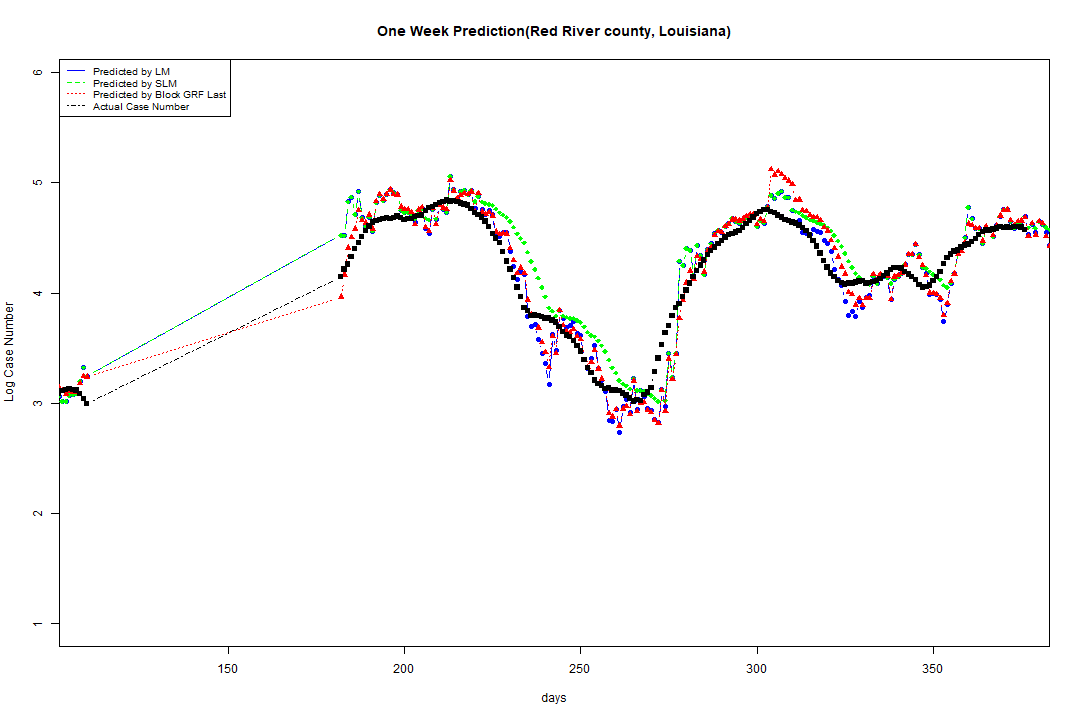 One Week Prediction(Red River county, Louisiana)
Predicted by LM
Predicted by SLM
Predicted by Block GRF Last
Actual Case Number
6
5
4
3
2
1
Log Case Number
150 200 250 300 350
days